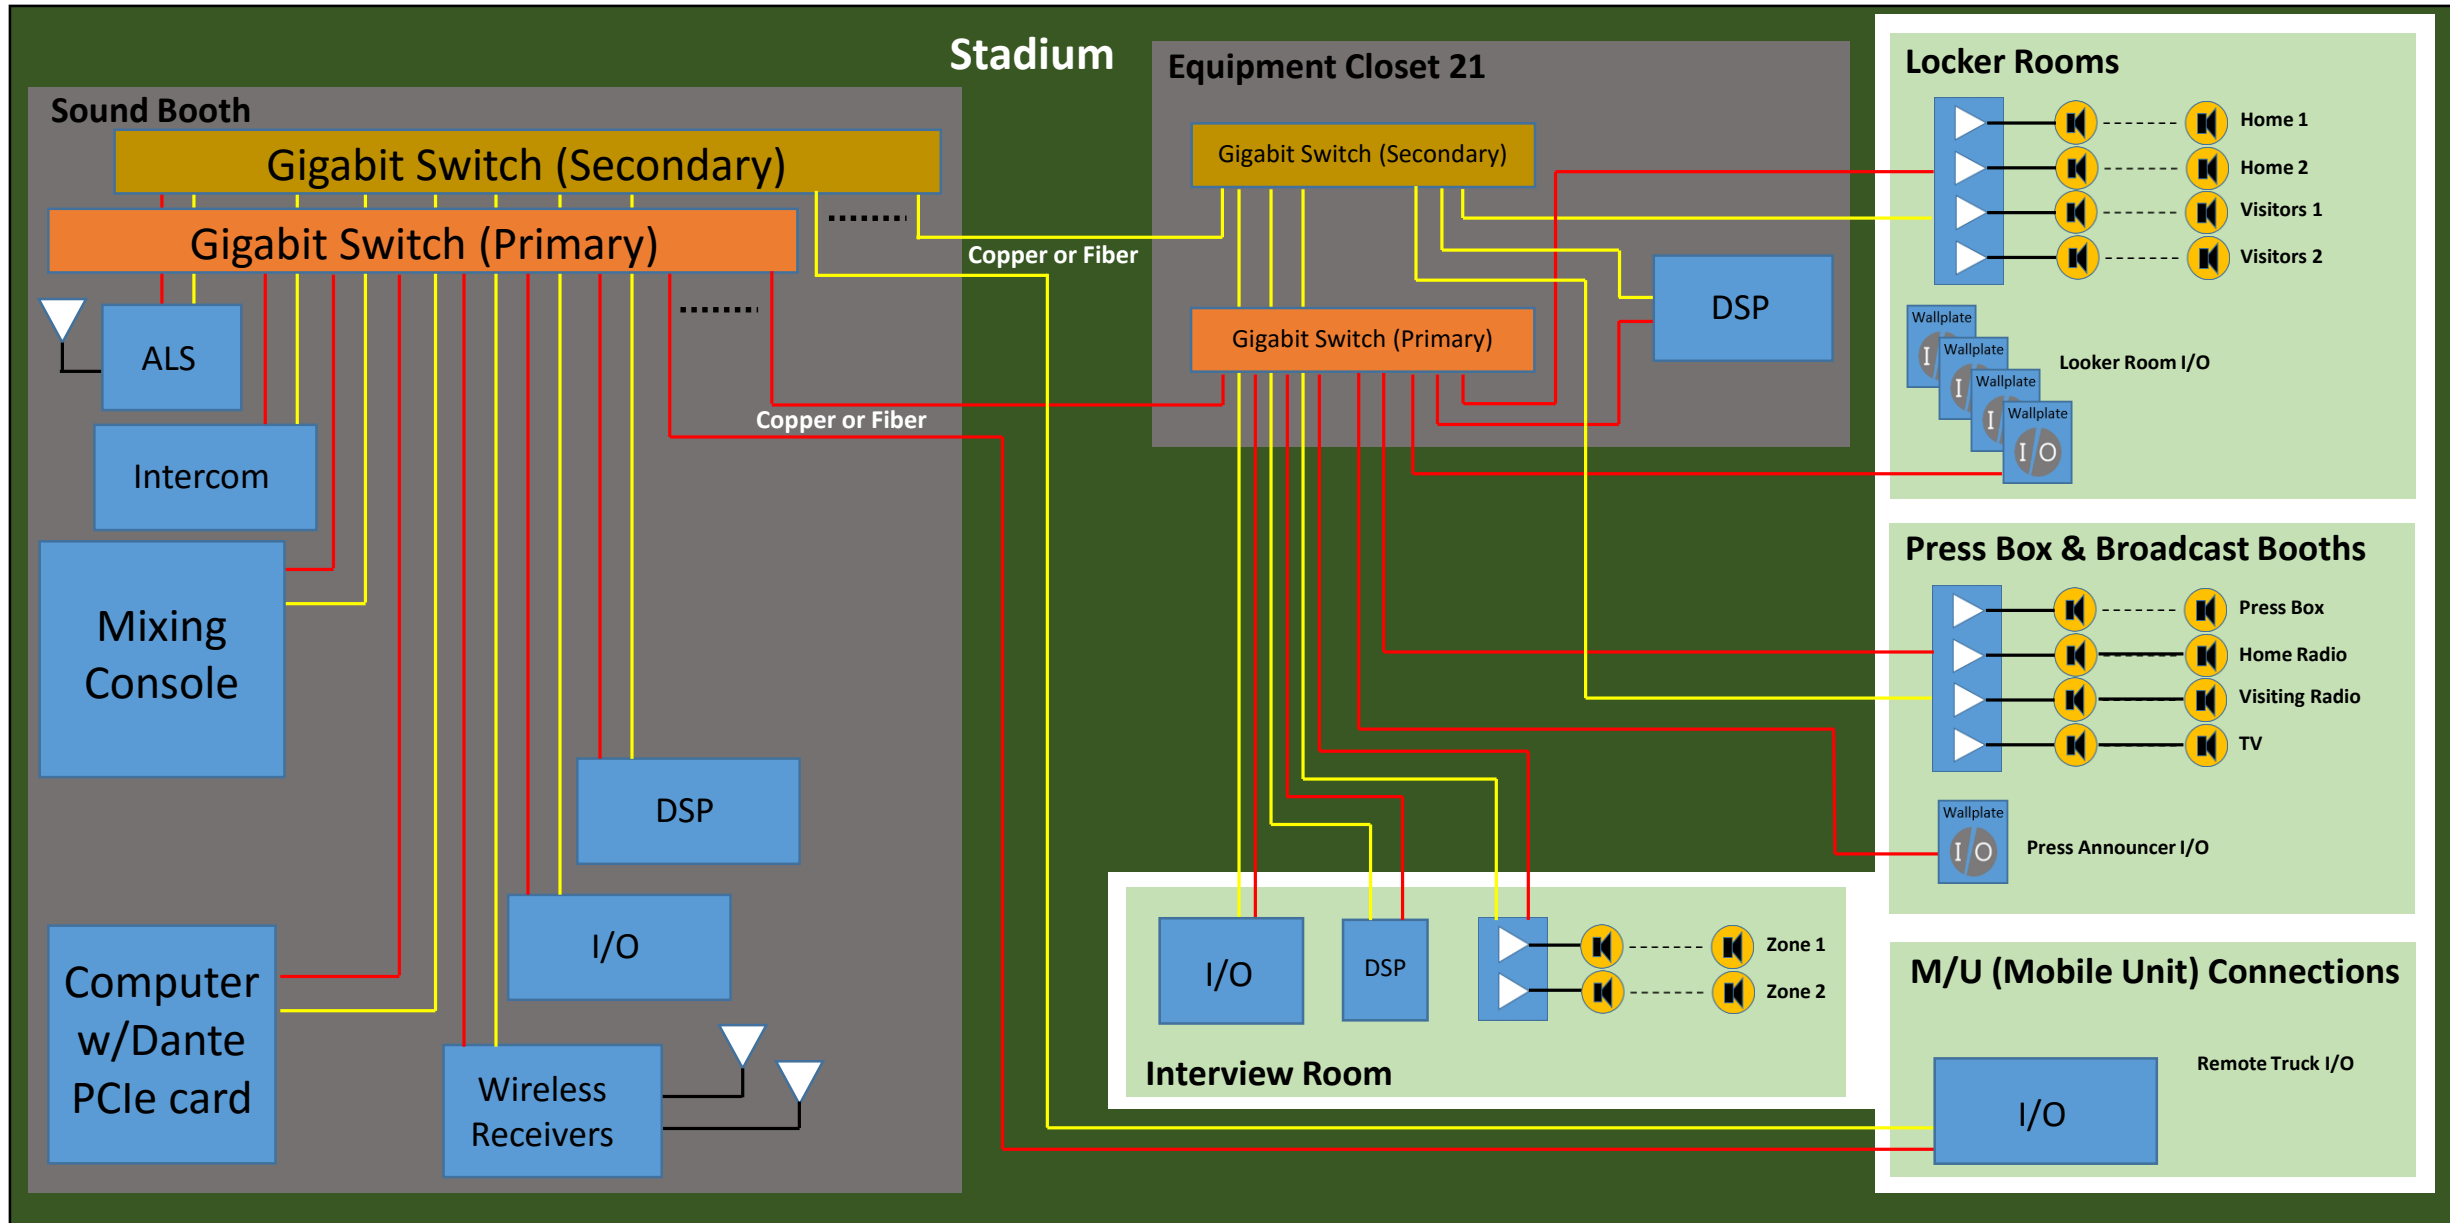 Stadium
Sound Booth
Gigabit Switch (Secondary)
Gigabit Switch (Primary)
ALS
Intercom
Mixing
Console
DSP
I/O
Computer
w/Dante
PCIe card
Wireless
Receivers
Copper or Fiber
Copper or Fiber
Equipment Closet 21
Gigabit Switch (Secondary)
Gigabit Switch (Primary)
DSP
Locker Rooms
Home 1
Home 2
Visitors 1
Visitors 2
Wallplate
I/
Wallplate
I/
Wallplate
I/
Wallplate
I/O
Looker Room I/O
Press Box & Broadcast Booths
Press Box
Home Radio
Visiting Radio
TV
Wallplate
I/O
Press Announcer I/O
I/O
DSP
Zone 1
Zone 2
Interview Room
M/U (Mobile Unit) Connections
Remote Truck I/O
I/O